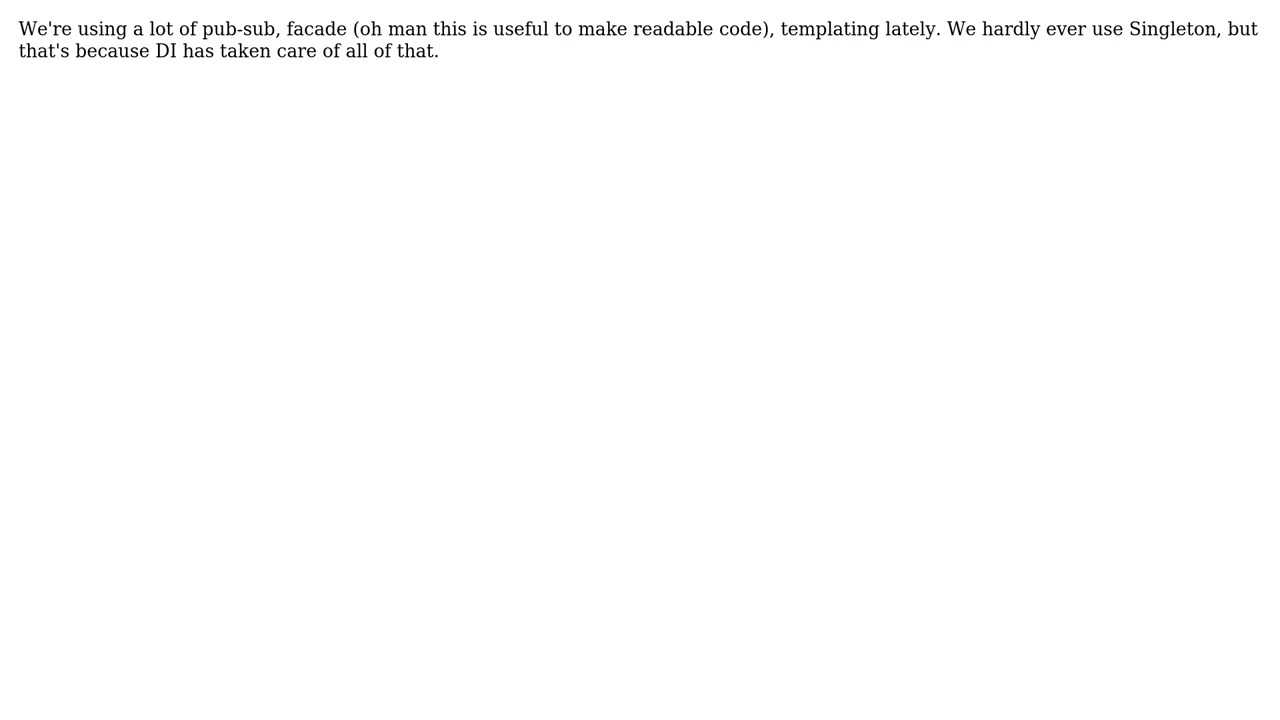 We're using a lot of pub-sub, facade (oh man this is useful to make readable code), templating lately. We hardly ever use Singleton, but
that's because DI has taken care of all of that.